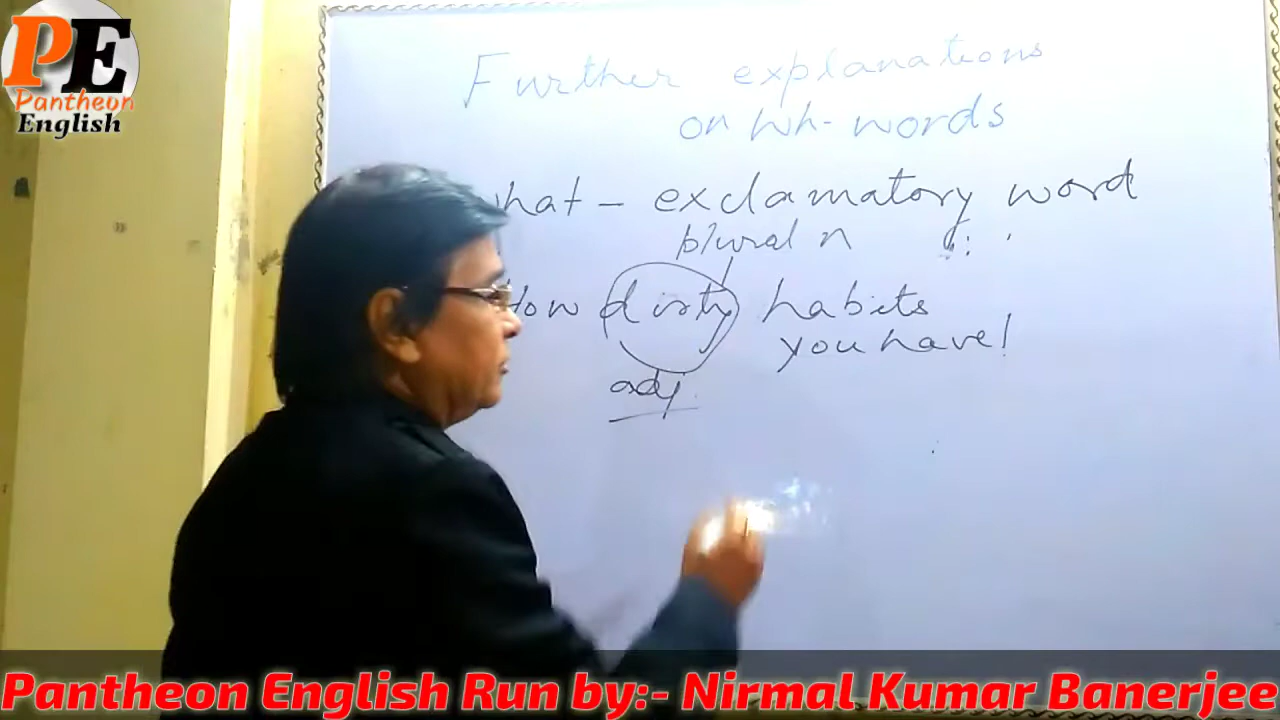 PE
Pantheon
English
Further explanations
on wh-words
hat - exclamatory word
plural n
How dirty habits
you have!
adj.
Pantheon English Run by:- Nirmal Kumar Banerjee